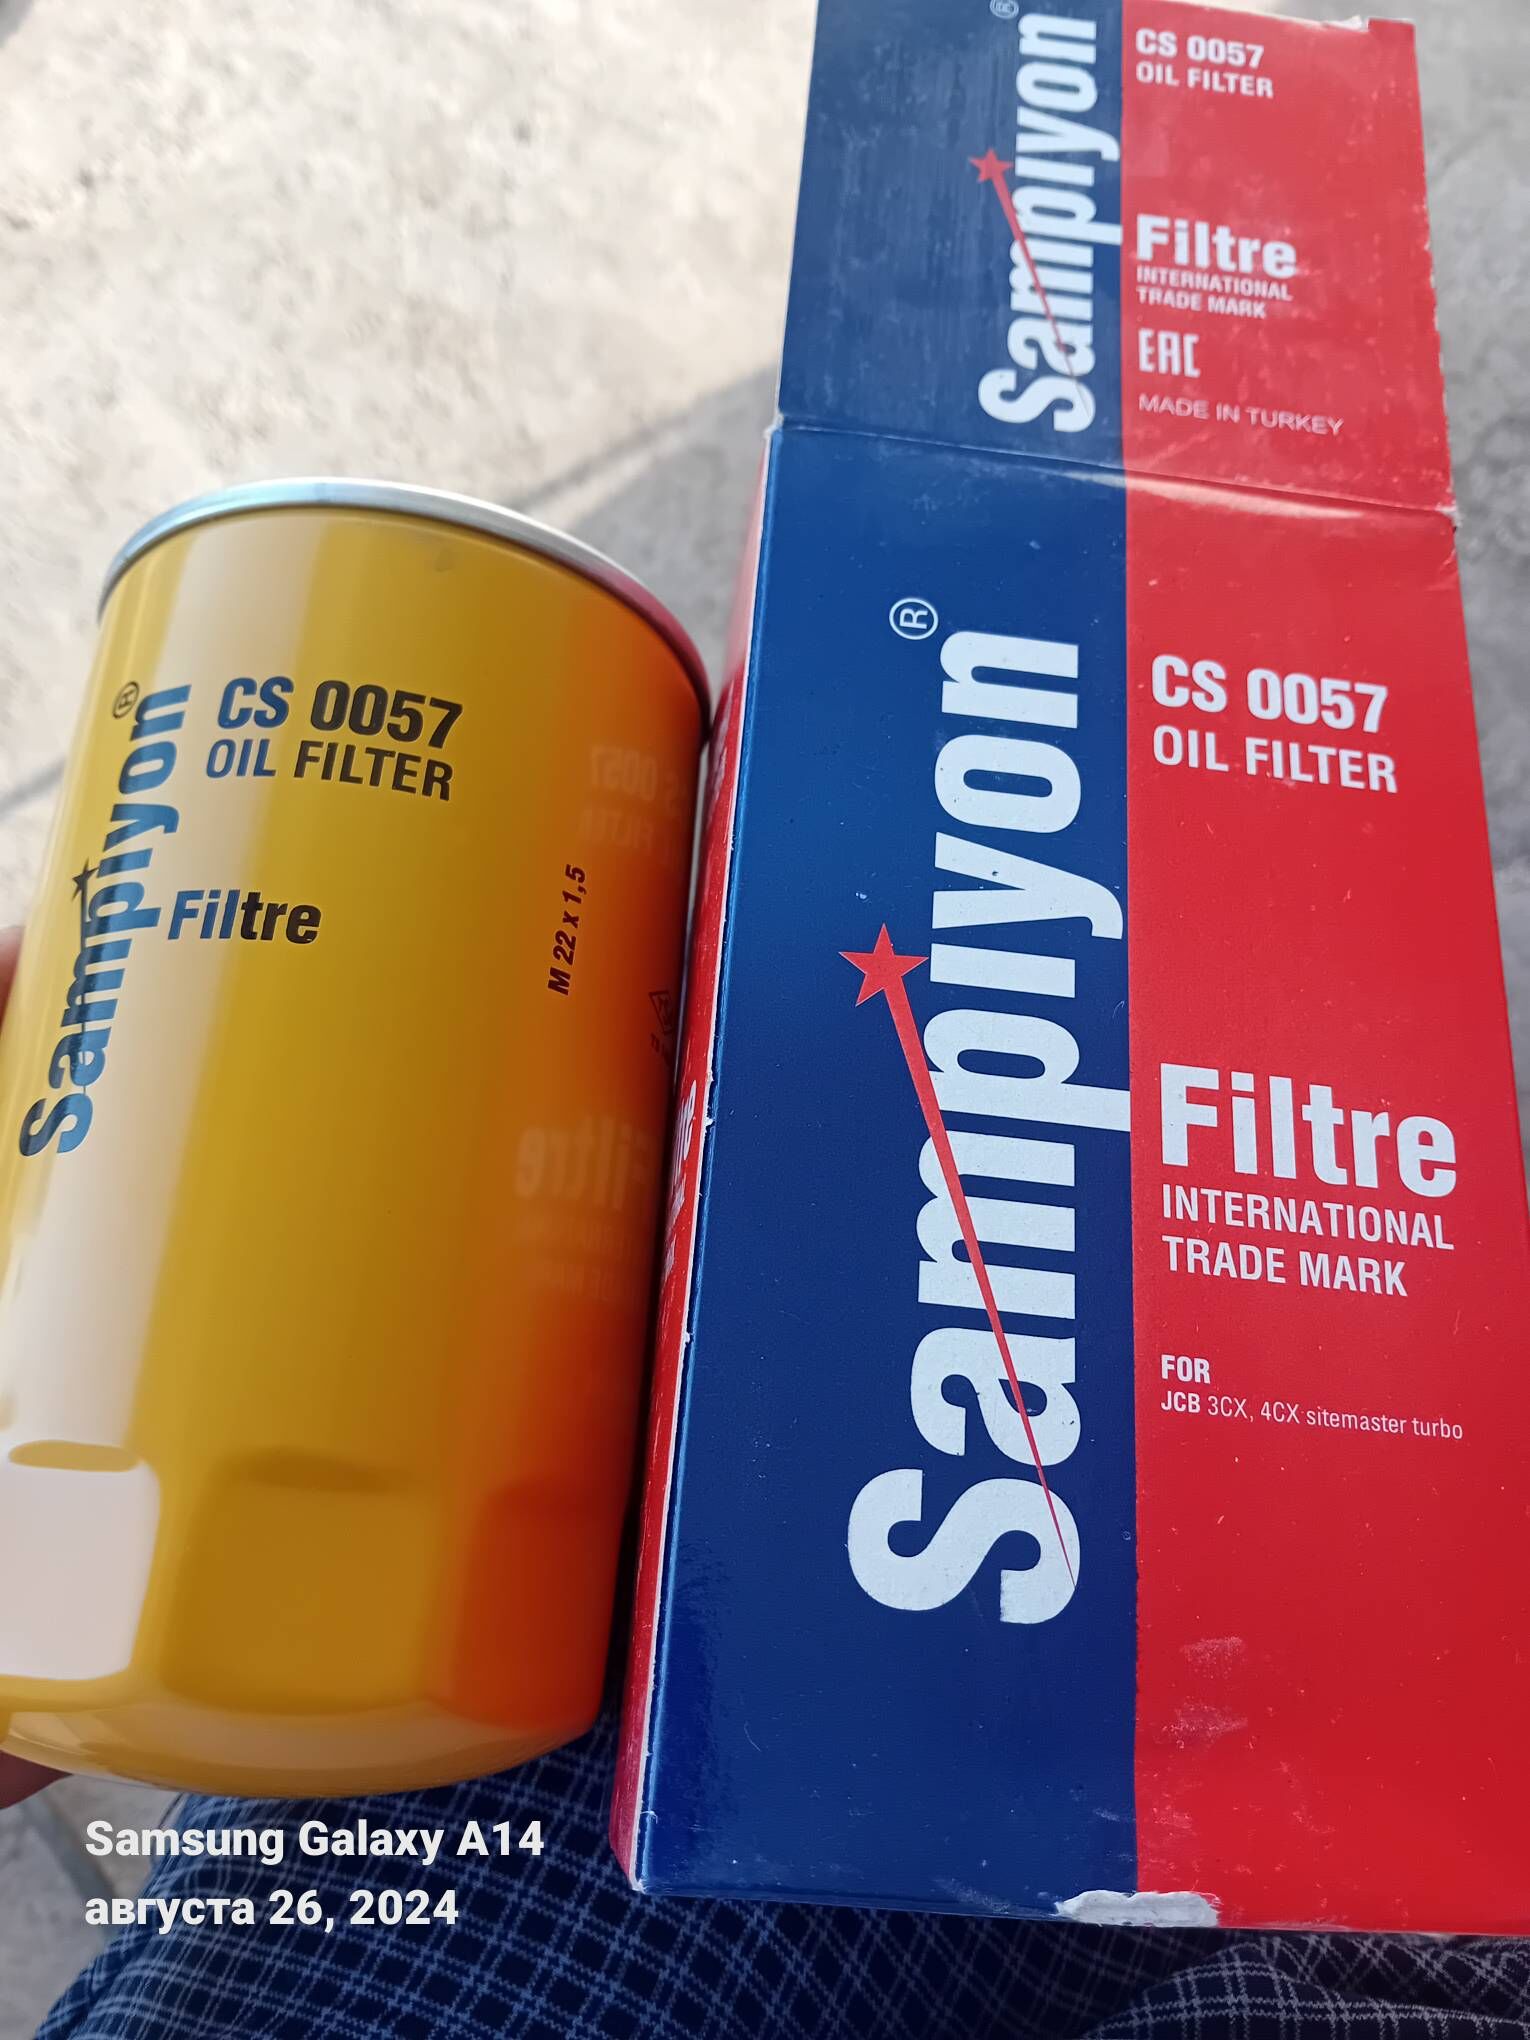 Sampiyon®
CS 0057
OIL FILTER
Filtre
INTERNATIONAL
TRADE MARK
EAC
MADE IN TURKEY
Sampiyon®
CS 0057
OIL FILTER
Filtre
INTERNATIONAL
TRADE MARK
FOR
JCB 3CX, 4CX sitemaster turbo
Sampiyon®
CS 0057
OIL FILTER
Filtre
M 22 x 1,5
Samsung Galaxy A14
августа 26, 2024